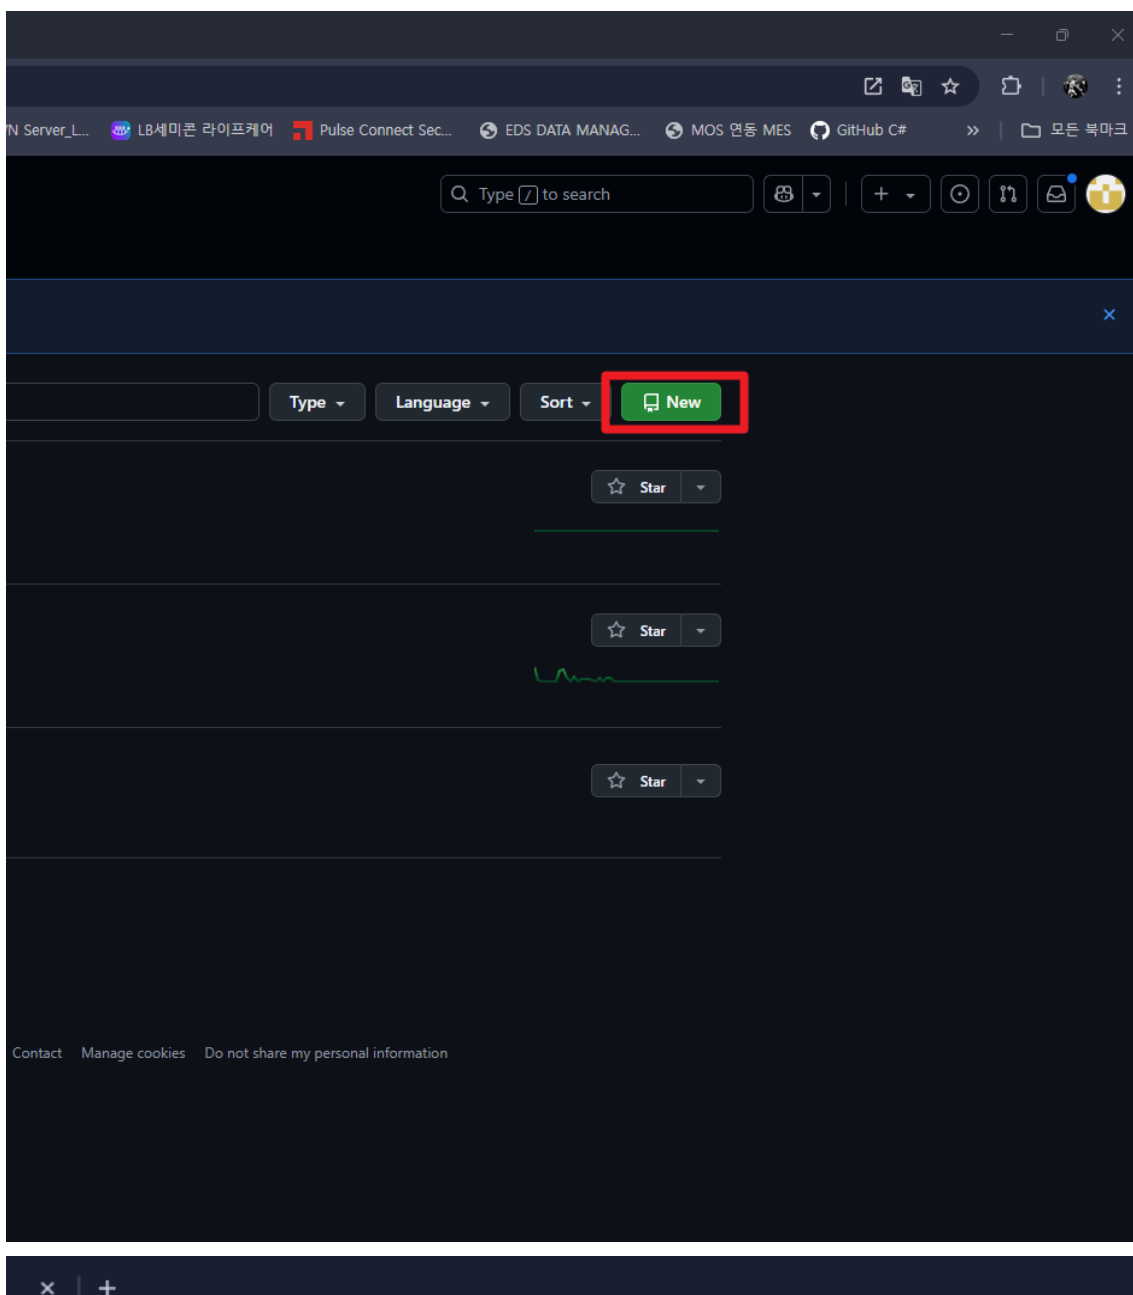 N Server_L... LB세미콘 라이프케어 Pulse Connect Sec... EDS DATA MANAG... MOS 연동 MES GitHub C# » 모든 북마크
Type / to search
Type Language Sort New
Star
Star
Star
Contact Manage cookies Do not share my personal information